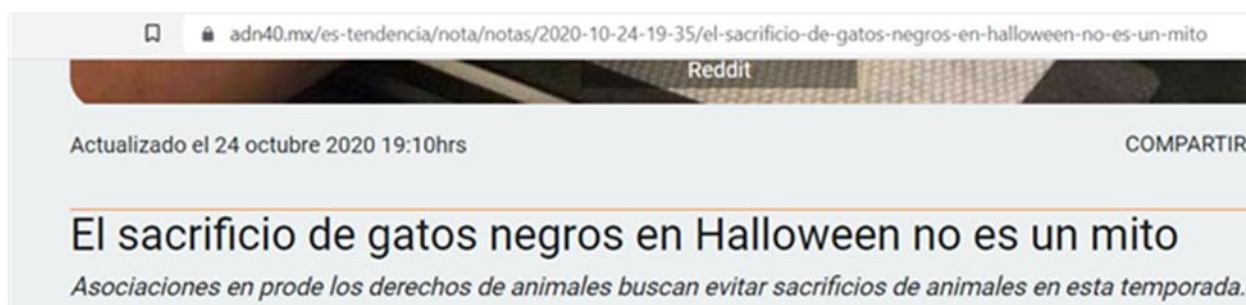 adn40.mx/es-tendencia/nota/notas/2020-10-24-19-35/el-sacrificio-de-gatos-negros-en-halloween-no-es-un-mito
Reddit
Actualizado el 24 octubre 2020 19:10hrs
COMPARTIR
El sacrificio de gatos negros en Halloween no es un mito
Asociaciones en prode los derechos de animales buscan evitar sacrificios de animales en esta temporada.